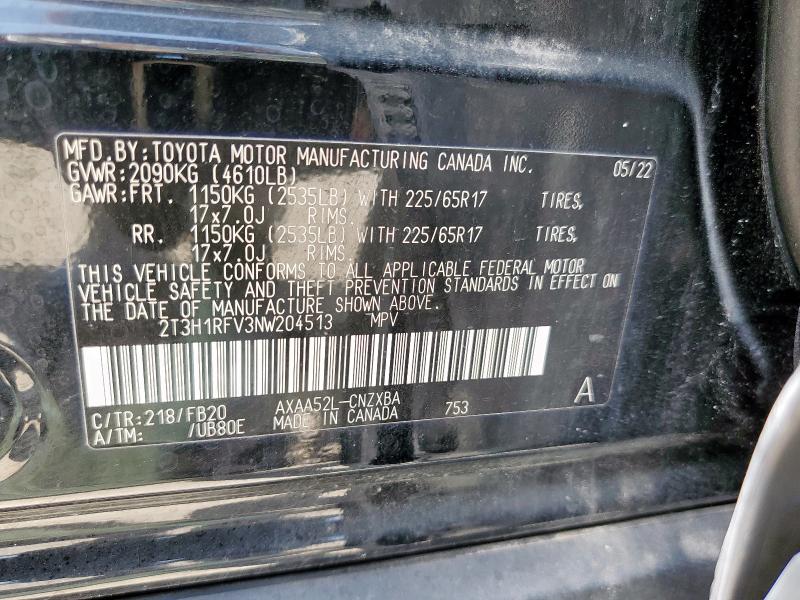 MFD.BY:TOYOTA MOTOR MANUFACTURING CANADA INC. 05/22
GVWR:2090KG (4610LB)
GAWR:FRT. 1150KG (2535LB) WITH 225/65R17 TIRES,
17x7.0J RIMS.
RR. 1150KG (2535LB) WITH 225/65R17 TIRES,
17x7.0J RIMS.
THIS VEHICLE CONFORMS TO ALL APPLICABLE FEDERAL MOTOR
VEHICLE SAFETY AND THEFT PREVENTION STANDARDS IN EFFECT ON
THE DATE OF MANUFACTURE SHOWN ABOVE.
2T3H1RFV3NW204513 MPV
C/TR:218/FB20 AXAA52L-CNZXBA 753 A
A/TM: /UB80E MADE IN CANADA